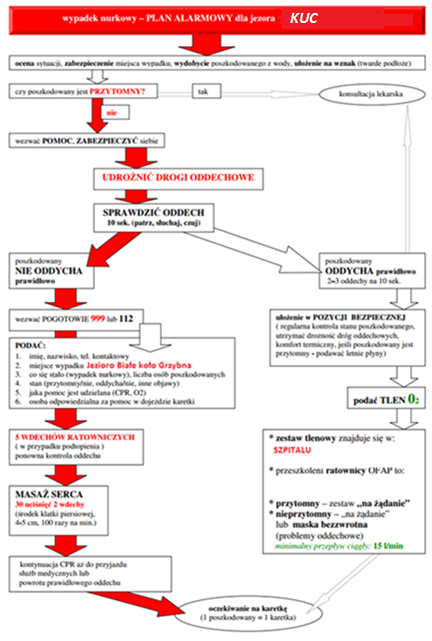 wypadek nurkowy – PLAN ALARMOWY dla jezora KUC
ocena sytuacji, zabezpieczenie miejsca wypadku, wydobycie poszkodowanego z wody, ułożenie na wznak (twarde podłoże)
czy poszkodowany jest PRZYTOMNY?
tak
konsultacja lekarska
nie
wezwać POMOC, ZABEZPIECZYĆ siebie
UDROŻNIĆ DROGI ODDECHOWE
SPRAWDZIĆ ODDECH
10 sek. (patrz, słuchaj, czuj)
poszkodowany
NIE ODDYCHA
prawidłowo
poszkodowany
ODDYCHA prawidłowo
2-3 oddechy na 10 sek.
wezwać POGOTOWIE 999 lub 112
PODAĆ:
1. imię, nazwisko, tel. kontaktowy
2. miejsce wypadku Jezioro Białe koło Grzybna
3. co się stało (wypadek nurkowy), liczba osób poszkodowanych
4. stan (przytomny/nie, oddycha/nie, inne objawy)
5. jaka pomoc jest udzielana (CPR, O2)
6. osoba odpowiedzialna za pomoc w dojeździe karetki
ułożenie w POZYCJI BEZPIECZNEJ
( regularna kontrola stanu poszkodowanego,
utrzymać drożność dróg oddechowych,
komfort termiczny, jeśli poszkodowany jest
przytomny - podawać letnie płyny)
podać TLEN 02
5 WDECHÓW RATOWNICZYCH
( w przypadku podtopienia )
ponowna kontrola oddechu
MASAŻ SERCA
30 uciśnięć 2 wdechy
(środek klatki piersiowej,
4-5 cm, 100 razy na min.)
* zestaw tlenowy znajduje się w:
SZPITALU
* przeszkoleni ratownicy OFAP to:
* przytomny – zestaw „na żądanie”
* nieprzytomny – „na żądanie”
lub maska bezzwrotna
(problemy oddechowe)
minimalny przepływ ciągły: 15 l/min
kontynuacja CPR aż do przyjazdu
służb medycznych lub
powrotu prawidłowego oddechu
oczekiwanie na karetkę
(1 poszkodowany = 1 karetka)